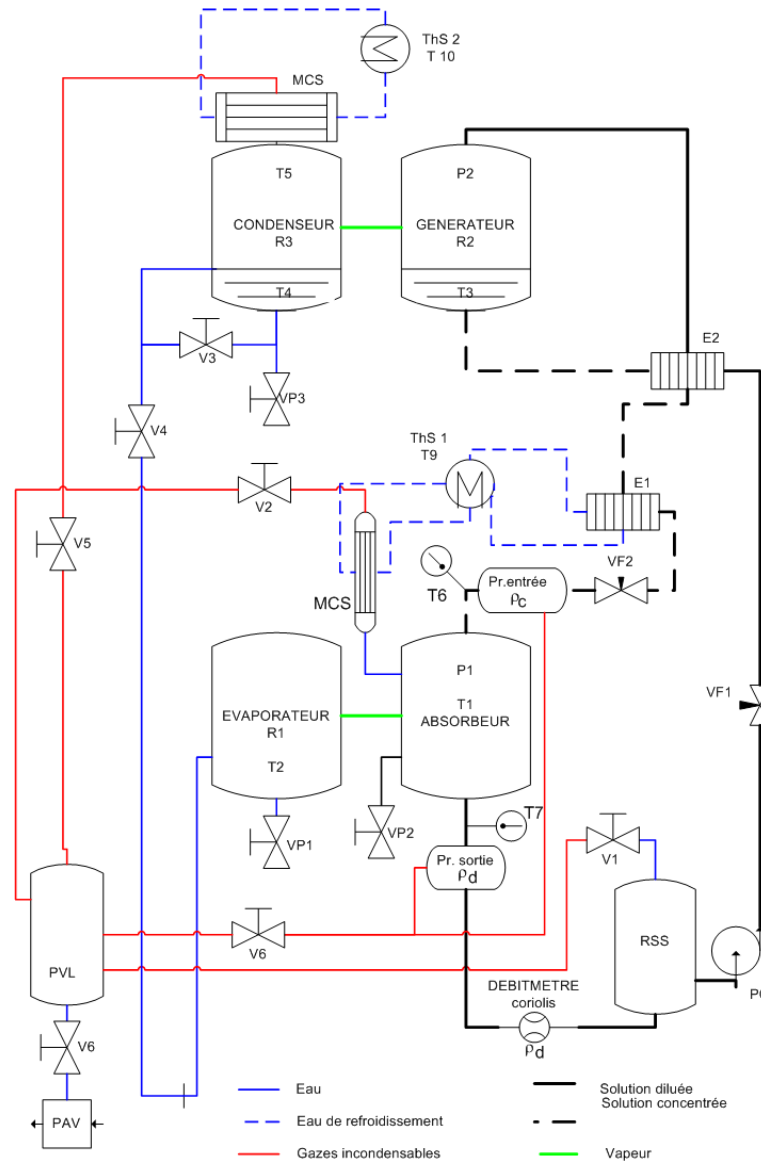 ThS 2
T 10
MCS
T5
P2
CONDENSEUR
R3
GENERATEUR
R2
T4
T3
E2
V3
VP3
V4
ThS 1
T9
V2
E1
V5
VF2
MCS
T6
Pr.entrée
ρc
P1
VF1
T1
ABSORBEUR
EVAPORATEUR
R1
T2
T7
VP1
VP2
Pr. sortie
ρd
V1
PVL
V6
RSS
DEBITMETRE
coriolis
ρd
V6
PAV
Eau
Solution diluée
Solution concentrée
Eau de refroidissement
Gazes incondensables
Vapeur